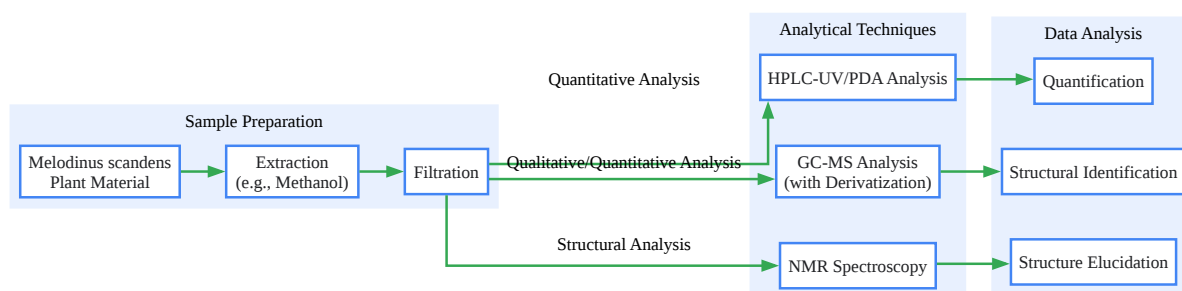 Analytical Techniques
Data Analysis
Quantitative Analysis
HPLC-UV/PDA Analysis
Quantification
Sample Preparation
Melodinus scandens
Plant Material
Extraction
(e.g., Methanol)
Filtration
Qualitative/Quantitative Analysis
GC-MS Analysis
(with Derivatization)
Structural Identification
Structural Analysis
NMR Spectroscopy
Structure Elucidation